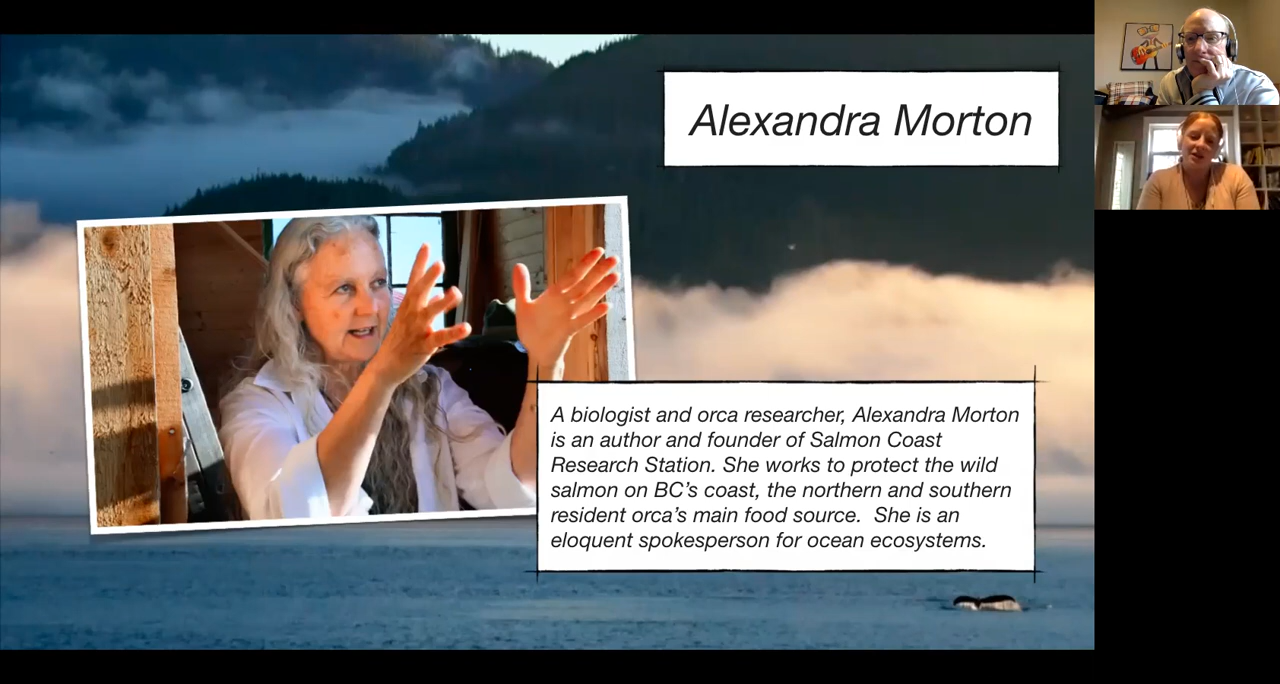 Alexandra Morton
A biologist and orca researcher, Alexandra Morton
is an author and founder of Salmon Coast
Research Station. She works to protect the wild
salmon on BC's coast, the northern and southern
resident orca's main food source.  She is an
eloquent spokesperson for ocean ecosystems.